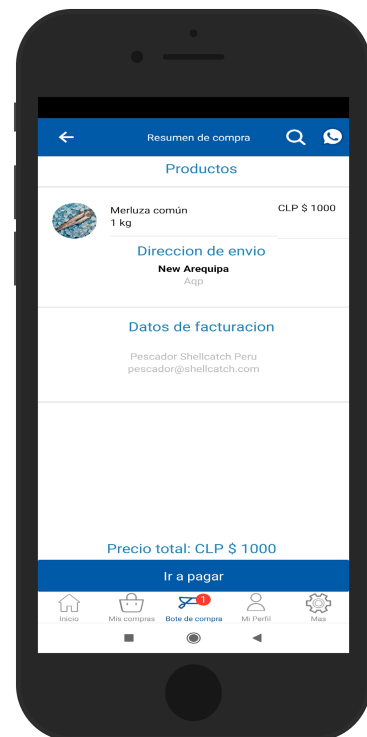 Resumen de compra
Productos
Merluza común
CLP $ 1000
1 kg
Direccion de envio
New Arequipa
Aqp
Datos de facturacion
Pescador Shellcatch Peru
pescador@shellcatch.com
Precio total: CLP $ 1000
Ir a pagar
1
Inicio
Mis compras
Bote de compra
Mi Perfil
Mas